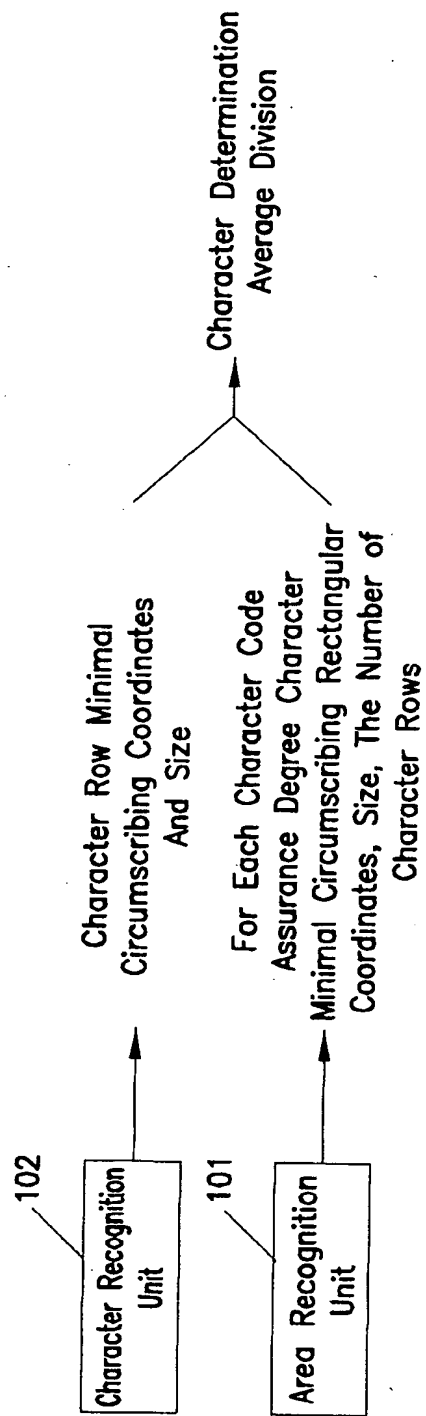 102
Character Recognition
Unit
Character Row Minimal
Circumscribing Coordinates
And Size
101
Area Recognition
Unit
For Each Character Code
Assurance Degree Character
Minimal Circumscribing Rectangular
Coordinates, Size, The Number of
Character Rows
Character Determination
Average Division